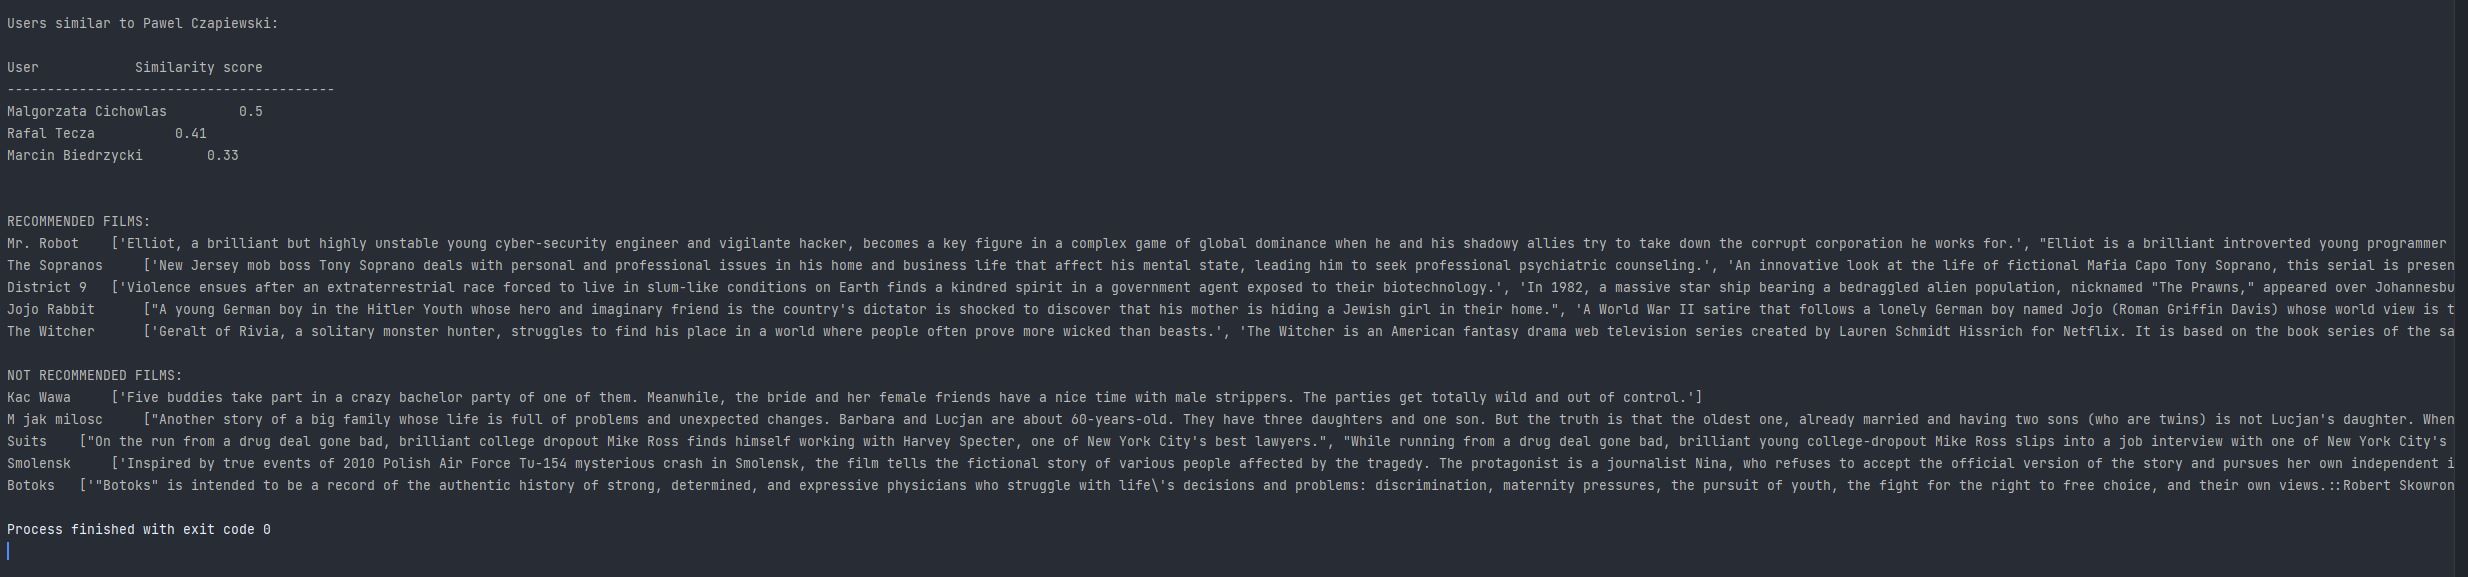 Users similar to Pawel Czapiewski:
User Similarity score
-----------------------------------------
Malgorzata Cichowlas 0.5
Rafal Tecza 0.41
Marcin Biedrzycki 0.33
RECOMMENDED FILMS:
Mr. Robot ['Elliot, a brilliant but highly unstable young cyber-security engineer and vigilante hacker, becomes a key figure in a complex game of global dominance when he and his shadowy allies try to take down the corrupt corporation he works for.', "Elliot is a brilliant introverted young programmer
The Sopranos ['New Jersey mob boss Tony Soprano deals with personal and professional issues in his home and business life that affect his mental state, leading him to seek professional psychiatric counseling.', 'An innovative look at the life of fictional Mafia Capo Tony Soprano, this serial is presen
District 9 ['Violence ensues after an extraterrestrial race forced to live in slum-like conditions on Earth finds a kindred spirit in a government agent exposed to their biotechnology.', 'In 1982, a massive star ship bearing a bedraggled alien population, nicknamed "The Prawns," appeared over Johannesbu
Jojo Rabbit ["A young German boy in the Hitler Youth whose hero and imaginary friend is the country's dictator is shocked to discover that his mother is hiding a Jewish girl in their home.", 'A World War II satire that follows a lonely German boy named Jojo (Roman Griffin Davis) whose world view is t
The Witcher ['Geralt of Rivia, a solitary monster hunter, struggles to find his place in a world where people often prove more wicked than beasts.', 'The Witcher is an American fantasy drama web television series created by Lauren Schmidt Hissrich for Netflix. It is based on the book series of the sa
NOT RECOMMENDED FILMS:
Kac Wawa ['Five buddies take part in a crazy bachelor party of one of them. Meanwhile, the bride and her female friends have a nice time with male strippers. The parties get totally wild and out of control.']
M jak milosc ["Another story of a big family whose life is full of problems and unexpected changes. Barbara and Lucjan are about 60-years-old. They have three daughters and one son. But the truth is that the oldest one, already married and having two sons (who are twins) is not Lucjan's daughter. When
Suits ["On the run from a drug deal gone bad, brilliant college dropout Mike Ross finds himself working with Harvey Specter, one of New York City's best lawyers.", "While running from a drug deal gone bad, brilliant young college-dropout Mike Ross slips into a job interview with one of New York City's
Smolensk ['Inspired by true events of 2010 Polish Air Force Tu-154 mysterious crash in Smolensk, the film tells the fictional story of various people affected by the tragedy. The protagonist is a journalist Nina, who refuses to accept the official version of the story and pursues her own independent i
Botoks ['"Botoks" is intended to be a record of the authentic history of strong, determined, and expressive physicians who struggle with life\'s decisions and problems: discrimination, maternity pressures, the pursuit of youth, the fight for the right to free choice, and their own views.::Robert Skowron
Process finished with exit code 0